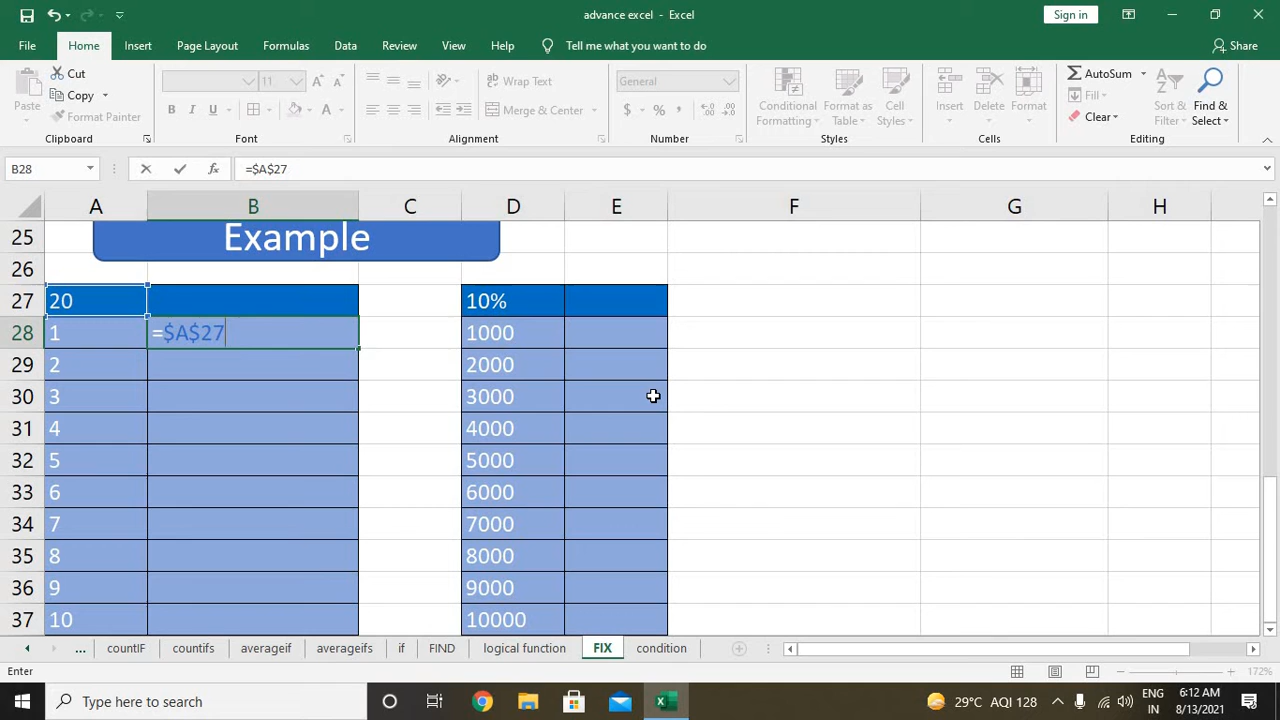 advance excel - Excel
Sign in
File Home Insert Page Layout Formulas Data Review View Help Tell me what you want to do Share
Paste
Cut
Copy
Format Painter
Clipboard
11
B I U
Font
Wrap Text
Merge & Center
Alignment
General
$ %
Number
Conditional Formatting
Format as Table
Cell Styles
Styles
Insert
Delete
Format
Cells
AutoSum
Fill
Clear
Sort & Filter
Find & Select
Editing
B28 fx =$A$27
A B C D E F G H
25 Example
26
27 20 10%
28 1 =$A$27 1000
29 2 2000
30 3 3000
31 4 4000
32 5 5000
33 6 6000
34 7 7000
35 8 8000
36 9 9000
37 10 10000
... countIF countifs averageif averageifs if FIND logical function FIX condition
Enter 172%
Type here to search 29°C AQI 128 ENG 6:12 AM
IN 8/13/2021